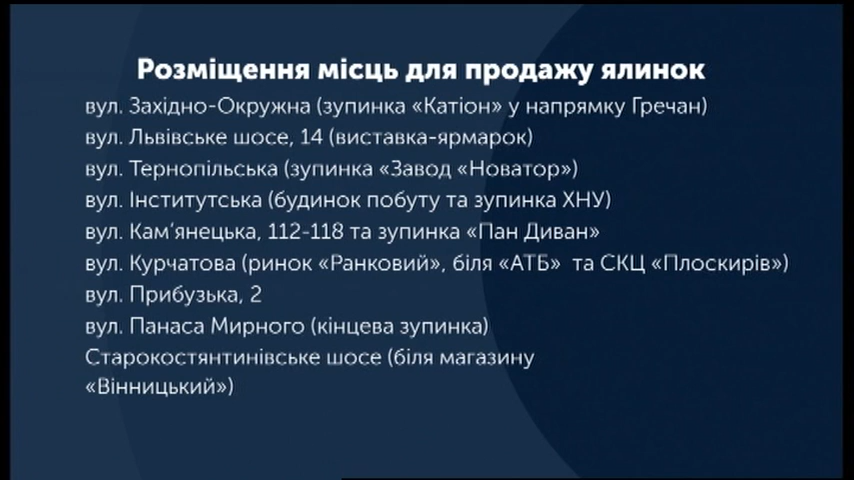 Розміщення місць для продажу ялинок
вул. Західно-Окружна (зупинка «Катіон» у напрямку Гречан)
вул. Львівське шосе, 14 (виставка-ярмарок)
вул. Тернопільська (зупинка «Завод «Новатор»)
вул. Інститутська (будинок побуту та зупинка ХНУ)
вул. Кам’янецька, 112-118 та зупинка «Пан Диван»
вул. Курчатова (ринок «Ранковий», біля «АТБ» та СКЦ «Плоскирів»)
вул. Прибузька, 2
вул. Панаса Мирного (кінцева зупинка)
Старокостянтинівське шосе (біля магазину
«Вінницький»)